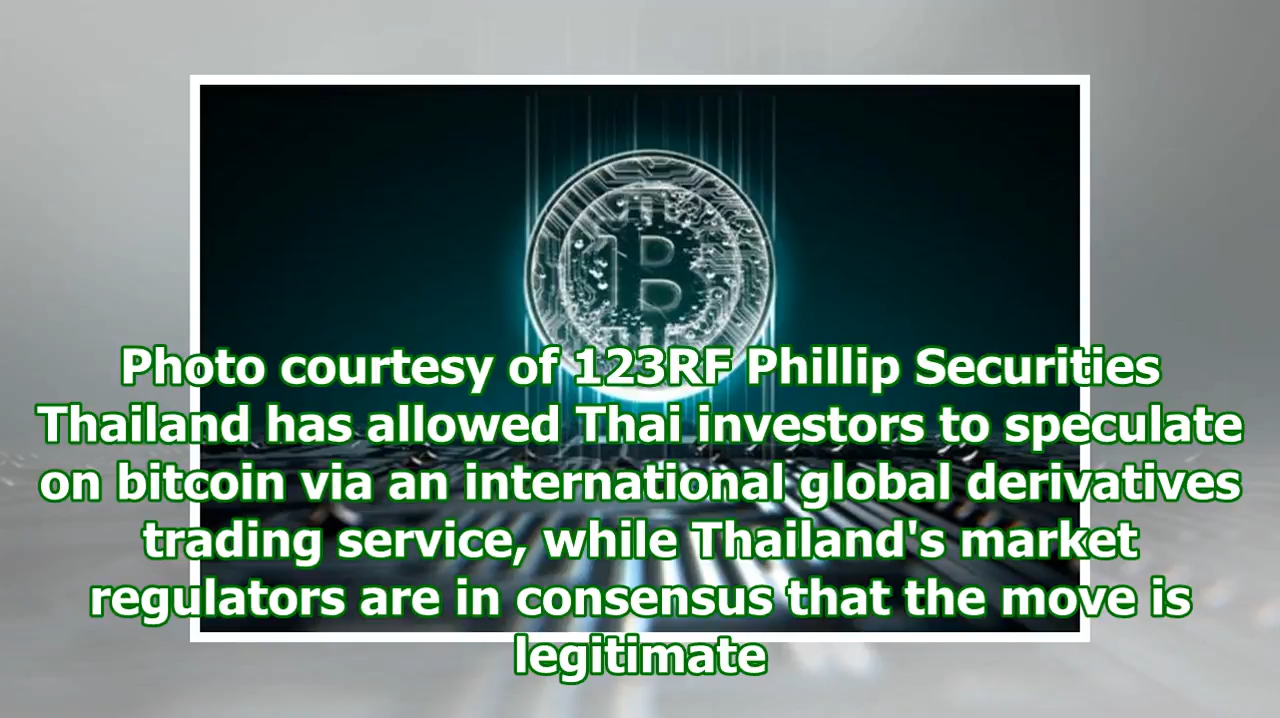 Photo courtesy of 123RF Phillip Securities
Thailand has allowed Thai investors to speculate
on bitcoin via an international global derivatives
trading service, while Thailand's market
regulators are in consensus that the move is
legitimate